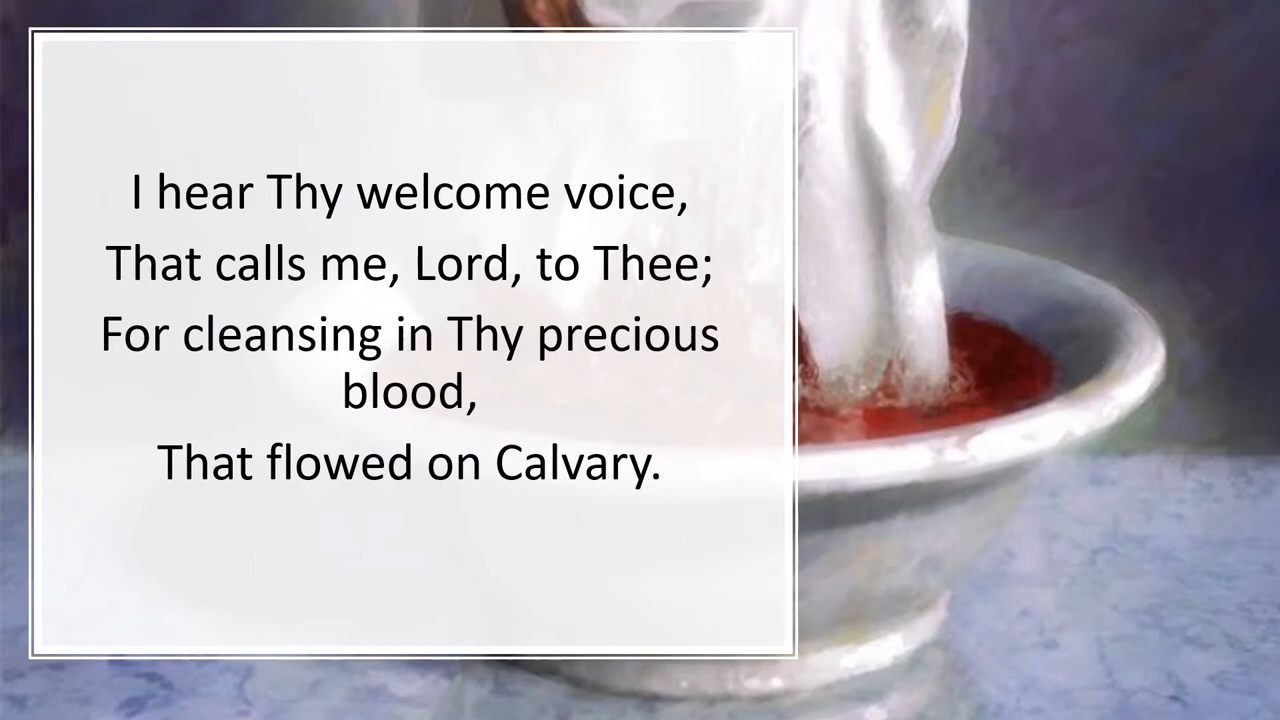 I hear Thy welcome voice,
That calls me, Lord, to Thee;
For cleansing in Thy precious
blood,
That flowed on Calvary.